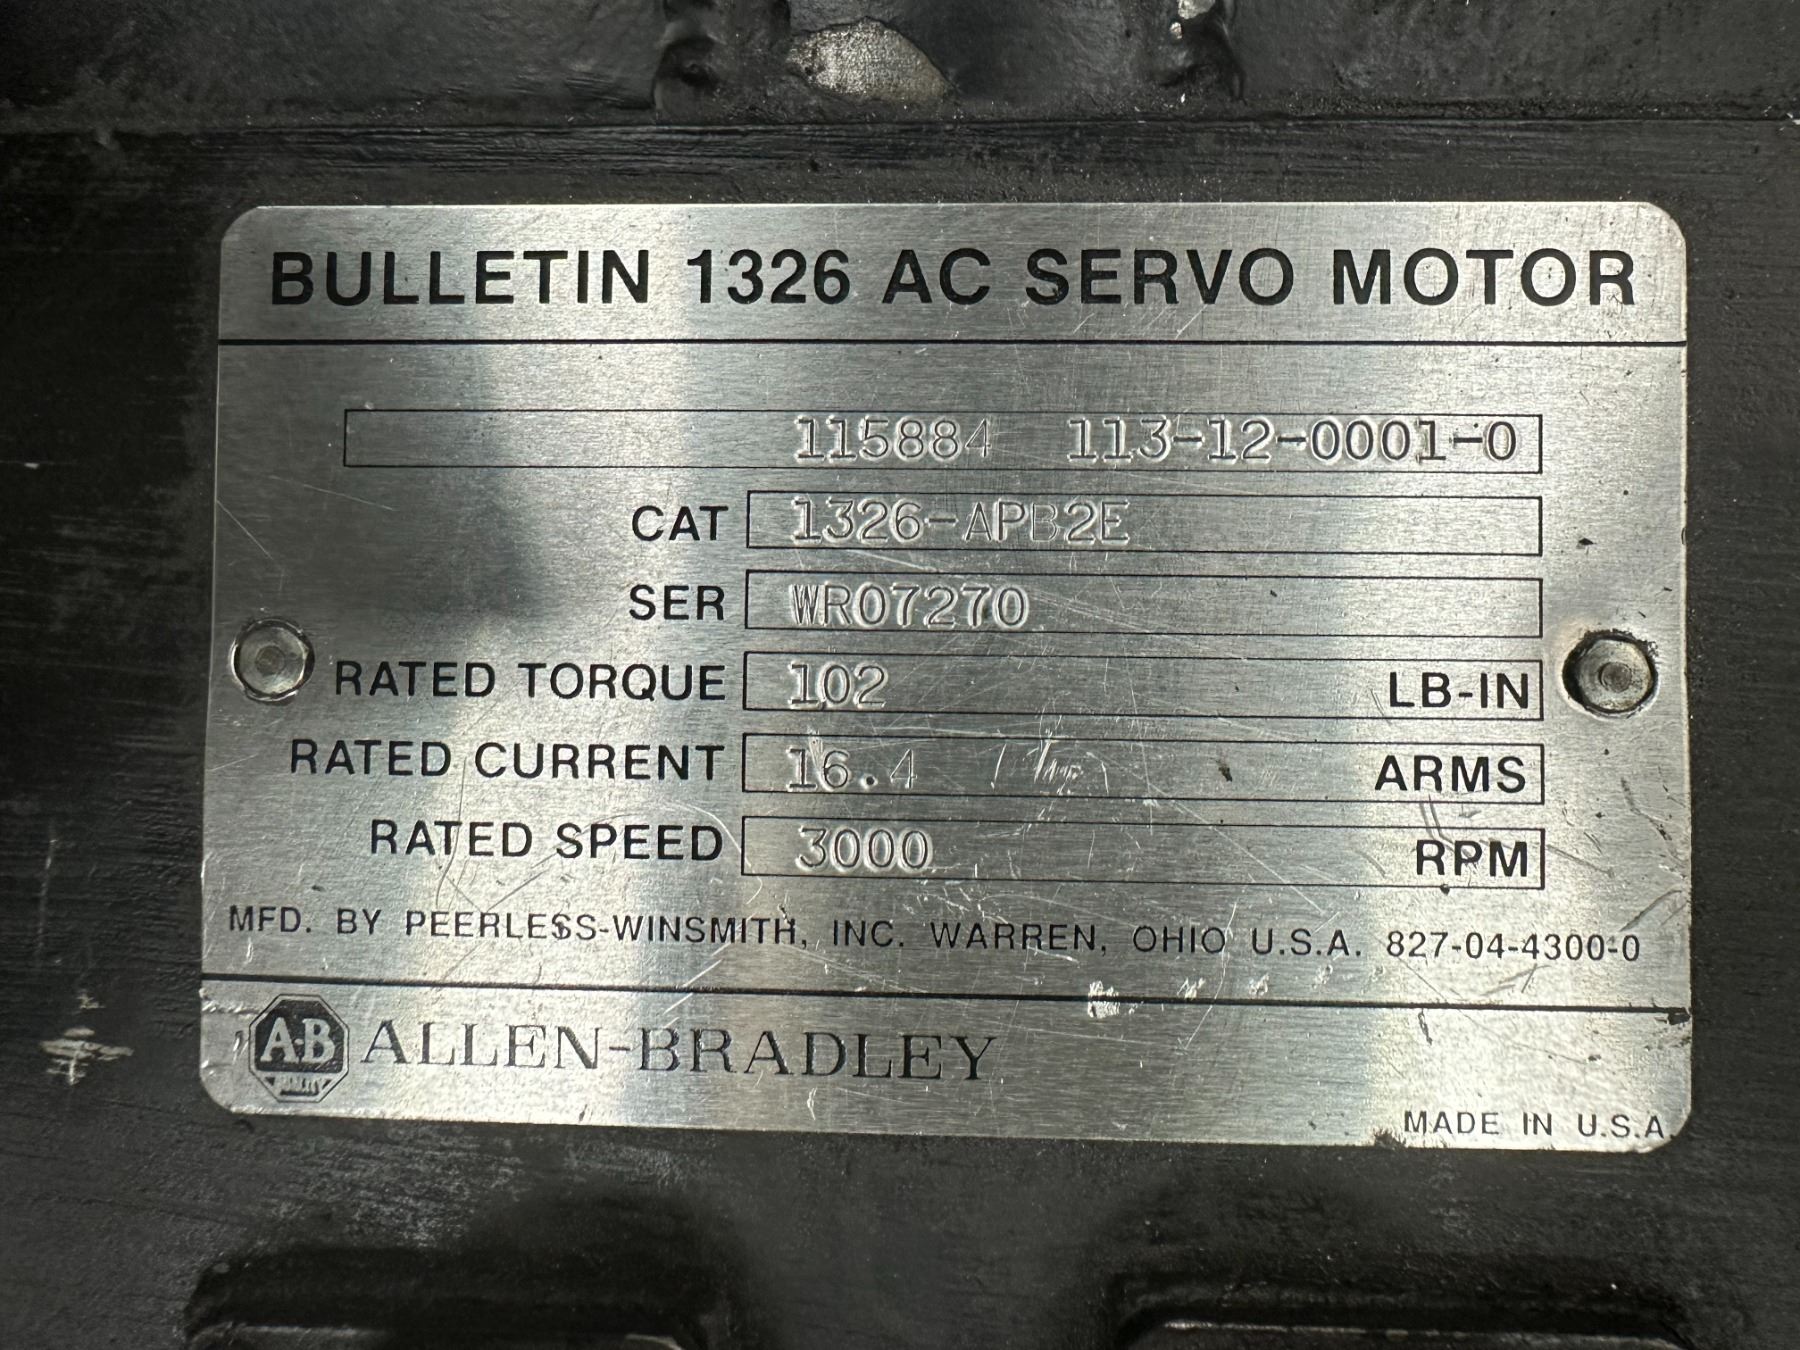 BULLETIN 1326 AC SERVO MOTOR
115884 113-12-0001-0
CAT 1326-APB2E
SER WR07270
RATED TORQUE 102 LB-IN
RATED CURRENT 16.4 ARMS
RATED SPEED 3000 RPM
MFD. BY PEERLESS-WINSMITH, INC. WARREN, OHIO U.S.A. 827-04-4300-0
A-B ALLEN-BRADLEY
QUALITY
MADE IN U.S.A.